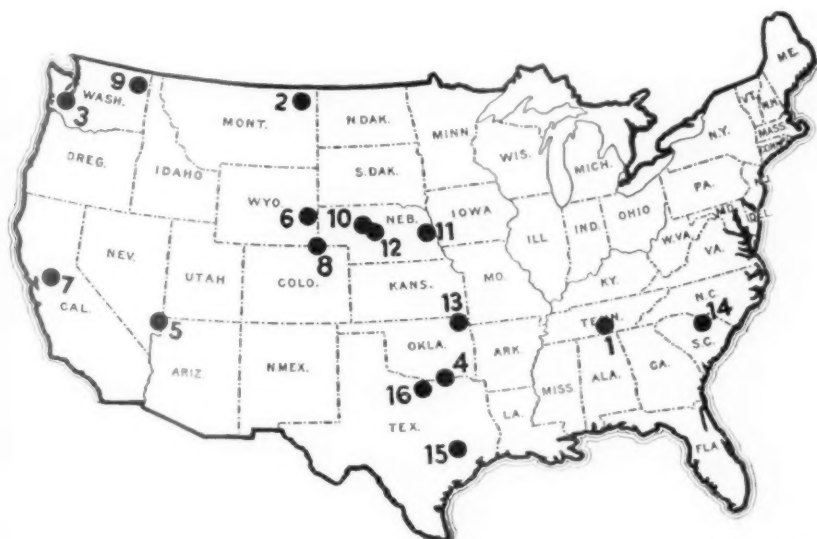 ME.
9
WASH.
3
2
MONT.
N.DAK.
MINN
VT.
N.H.
MASS
N.Y.
OREG.
IDAHO
S.DAK.
WIS.
MICH.
WYO.
6
10
NEB.
IOWA
PA.
12
11
8
NEV.
UTAH
COLO.
KANS.
MO.
ILL
IND.
OHIO
W.VA.
MD.
DEL.
VA.
KY.
7
CAL.
5
13
TENN.
1
N.C.
14
S.C.
ARIZ.
N.MEX.
OKLA.
ARK.
4
16
TEX.
15
LA.
MISS
ALA.
GA.
FLA